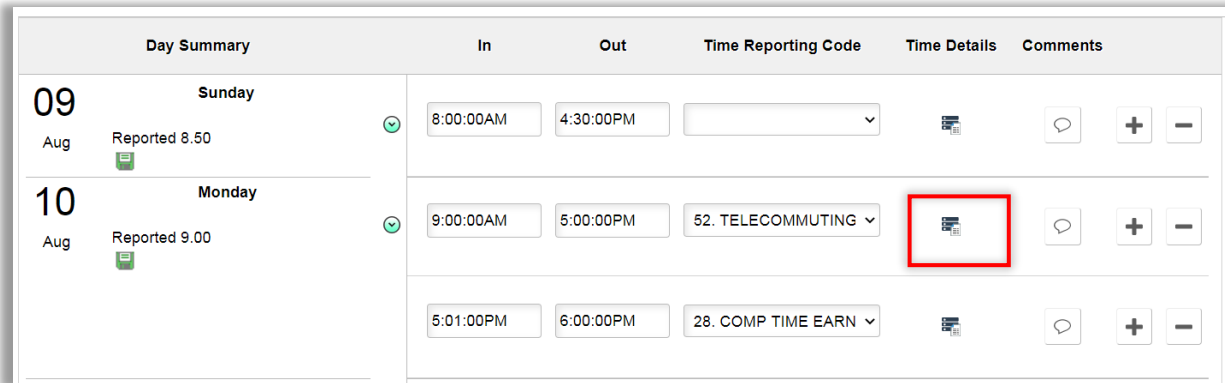 Day Summary In Out Time Reporting Code Time Details Comments
09 Sunday
8:00:00AM 4:30:00PM
Aug Reported 8.50
10 Monday
9:00:00AM 5:00:00PM 52. TELECOMMUTING
Aug Reported 9.00
5:01:00PM 6:00:00PM 28. COMP TIME EARN